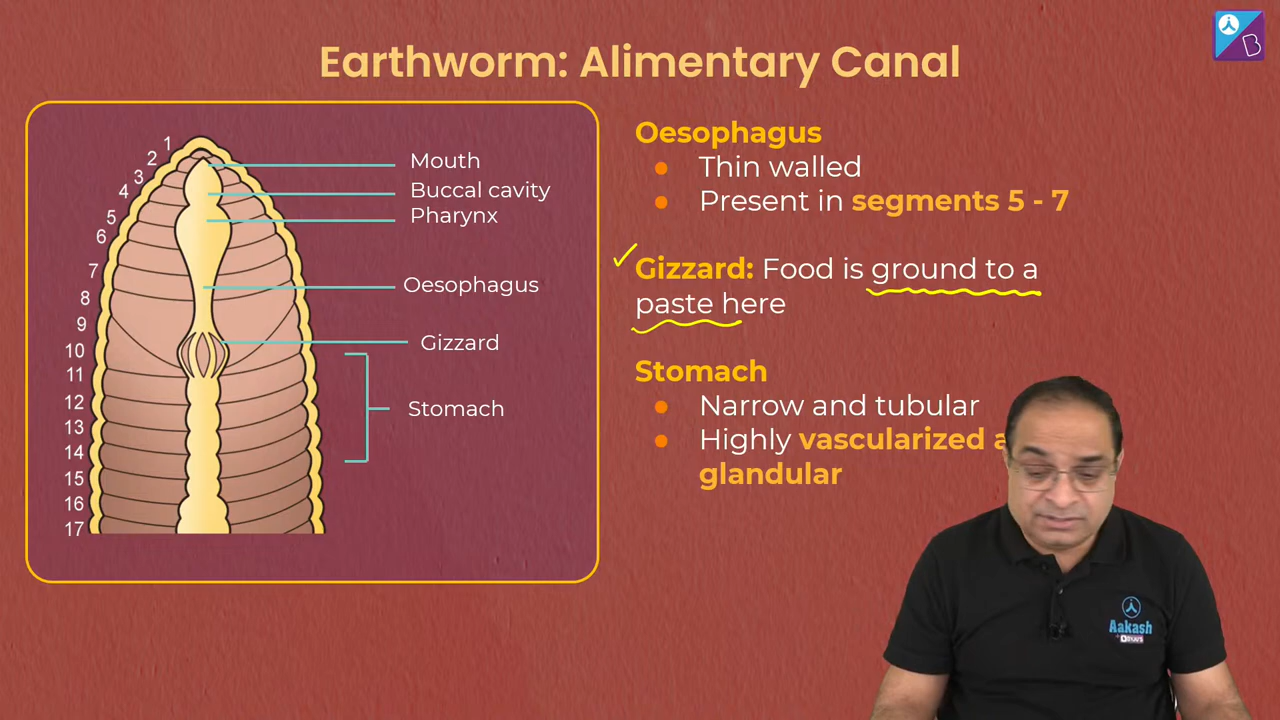 Earthworm: Alimentary Canal
1
2
3
4
5
6
7
8
9
10
11
12
13
14
15
16
17
Mouth
Buccal cavity
Pharynx
Oesophagus
Gizzard
Stomach
Oesophagus
Thin walled
Present in segments 5 - 7
Gizzard: Food is ground to a
paste here
Stomach
Narrow and tubular
Highly vascularized
glandular
Aakash
B